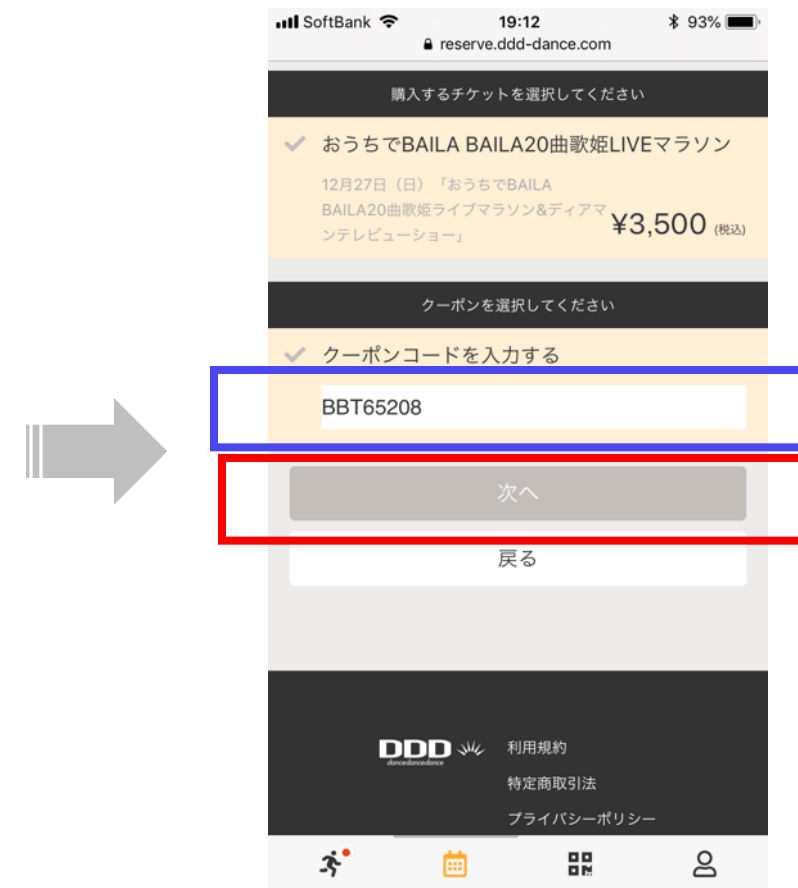 SoftBank 19:12 93%
reserve.ddd-dance.com
購入するチケットを選択してください
おうちでBAILA BAILA20曲歌姫LIVEマラソン
12月27日（日）「おうちでBAILA
BAILA20曲歌姫ライブマラソン&ディアマ
ンテレビューショー」
¥3,500 (税込)
クーポンを選択してください
クーポンコードを入力する
BBT65208
次へ
戻る
DDD
dancedancedance
利用規約
特定商取引法
プライバシーポリシー